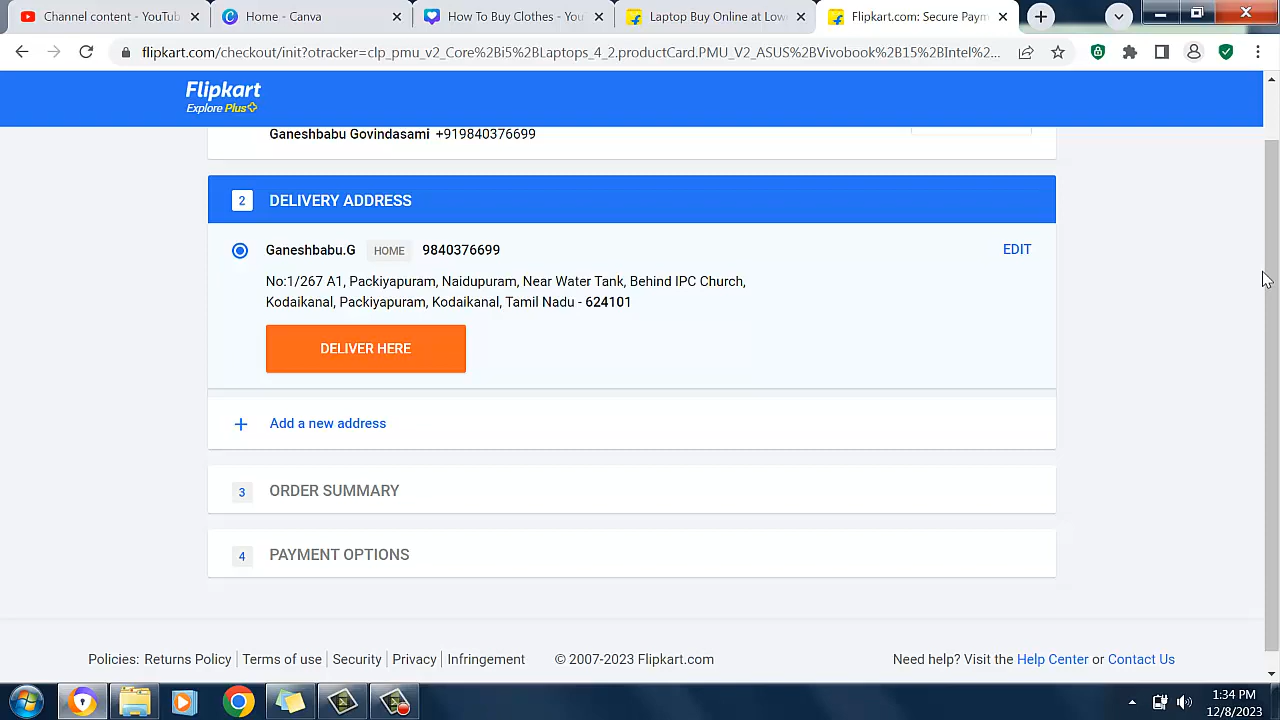 Content creation - YouTube
Home - Canva
How To Buy Clothes - You
Laptop Buy Online at Low
Flipkart.com: Secure Paym
flipkart.com/checkout/init?otracker=clp_pmu_v2_Core%2Bi5%2BLaptops_4_2.productCard.PMU_V2_ASUS%2BVivobook%2B15%2BIntel%2...
Flipkart
Explore Plus
Ganeshbabu Govindasami +919840376699
2 DELIVERY ADDRESS
Ganeshbabu.G HOME 9840376699 EDIT
No:1/267 A1, Packiyapuram, Naidupuram, Near Water Tank, Behind IPC Church,
Kodaikanal, Packiyapuram, Kodaikanal, Tamil Nadu - 624101
DELIVER HERE
+ Add a new address
3 ORDER SUMMARY
4 PAYMENT OPTIONS
Policies: Returns Policy | Terms of use | Security | Privacy | Infringement © 2007-2023 Flipkart.com Need help? Visit the Help Center or Contact Us
1:34 PM
12/8/2023